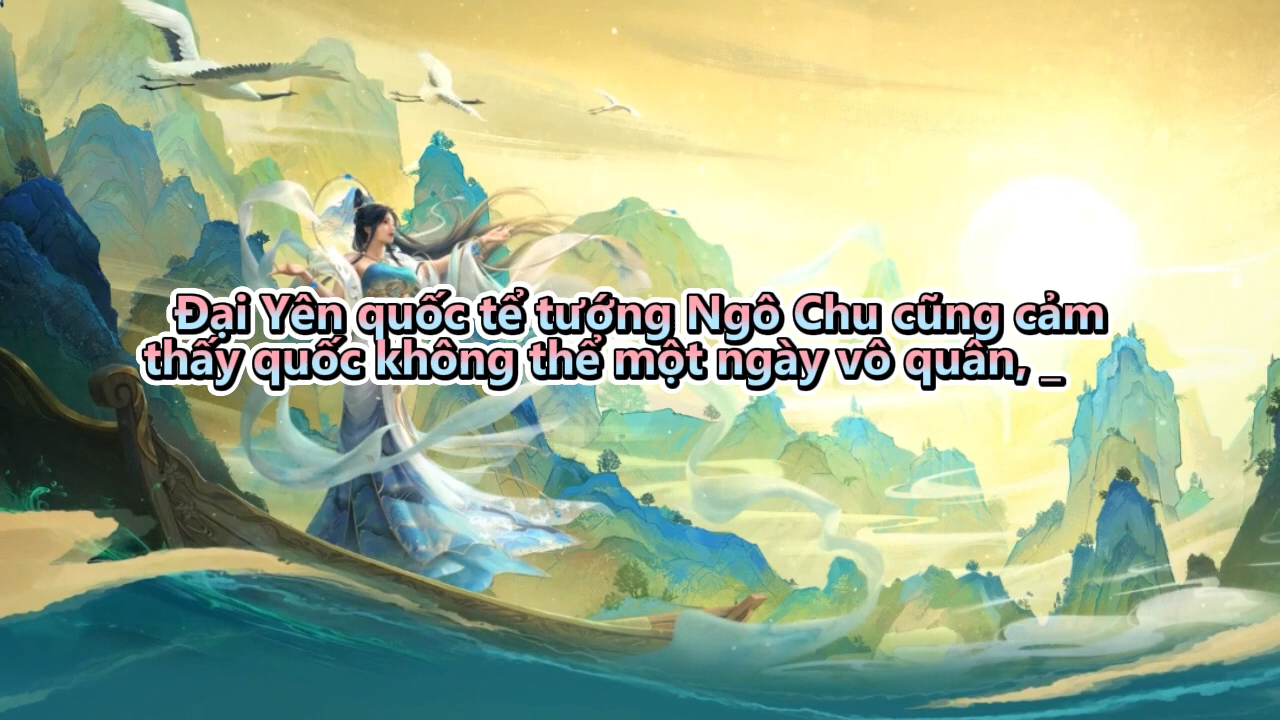 Đại Yên quốc tể tướng Ngô Chu cũng cảm
thấy quốc không thể một ngày vô quân, _